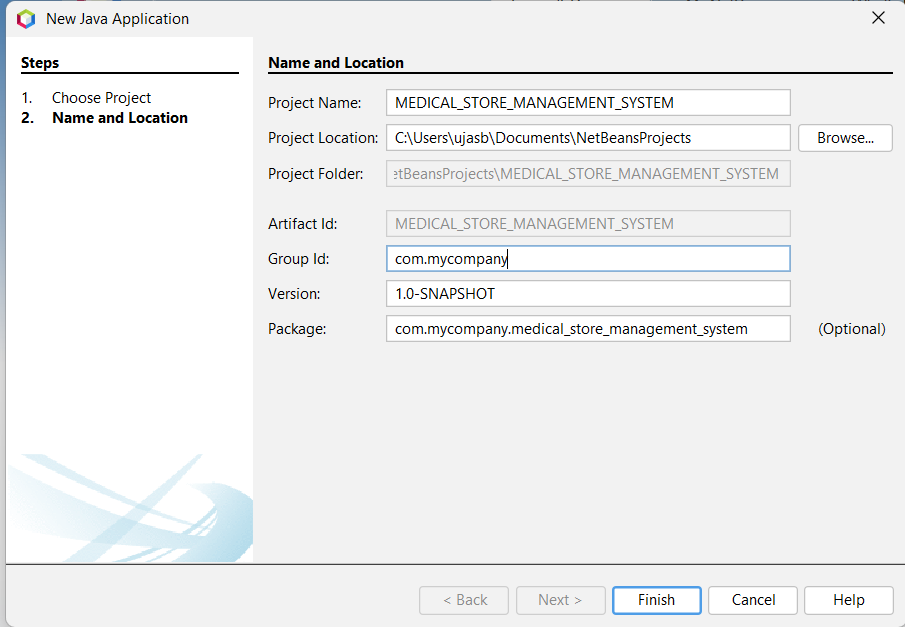 New Java Application
Steps
1. Choose Project
2. Name and Location
Name and Location
Project Name: MEDICAL_STORE_MANAGEMENT_SYSTEM
Project Location: C:\Users\ujasb\Documents\NetBeansProjects Browse...
Project Folder: etBeansProjects\MEDICAL_STORE_MANAGEMENT_SYSTEM
Artifact Id: MEDICAL_STORE_MANAGEMENT_SYSTEM
Group Id: com.mycompany
Version: 1.0-SNAPSHOT
Package: com.mycompany.medical_store_management_system (Optional)
< Back Next > Finish Cancel Help